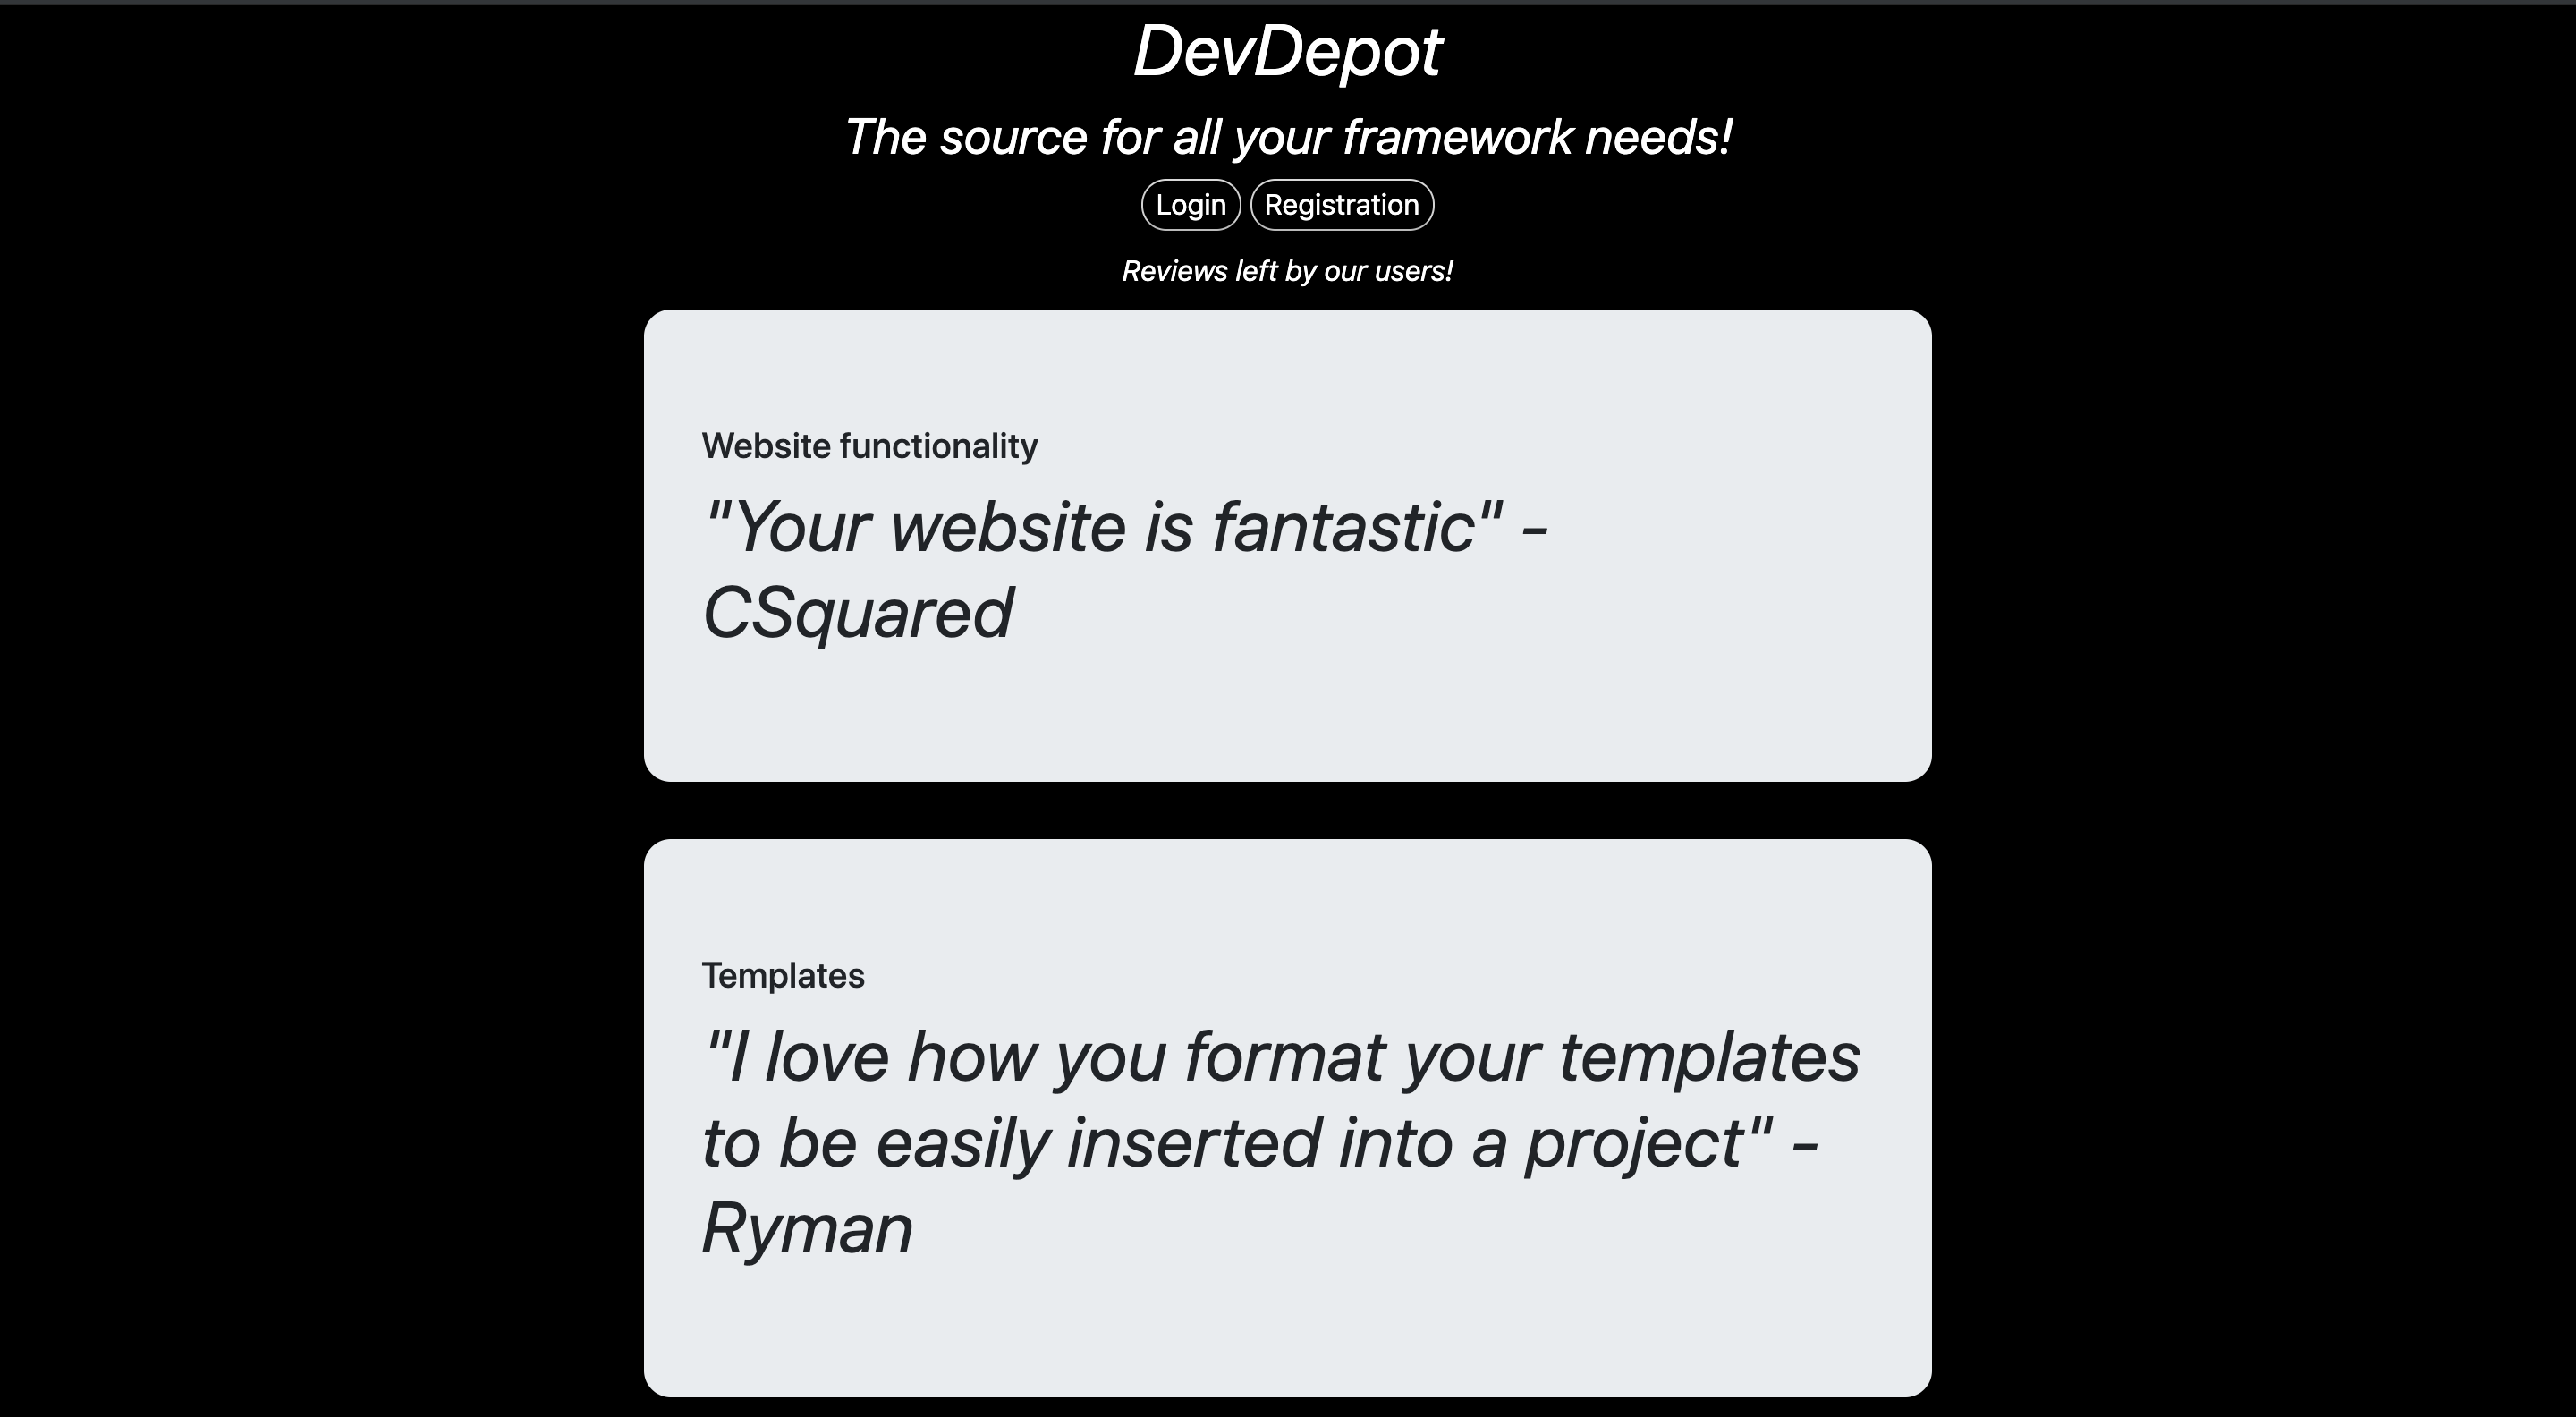 DevDepot
The source for all your framework needs!
Login Registration
Reviews left by our users!
Website functionality
"Your website is fantastic" -
CSquared
Templates
"I love how you format your templates
to be easily inserted into a project" -
Ryman